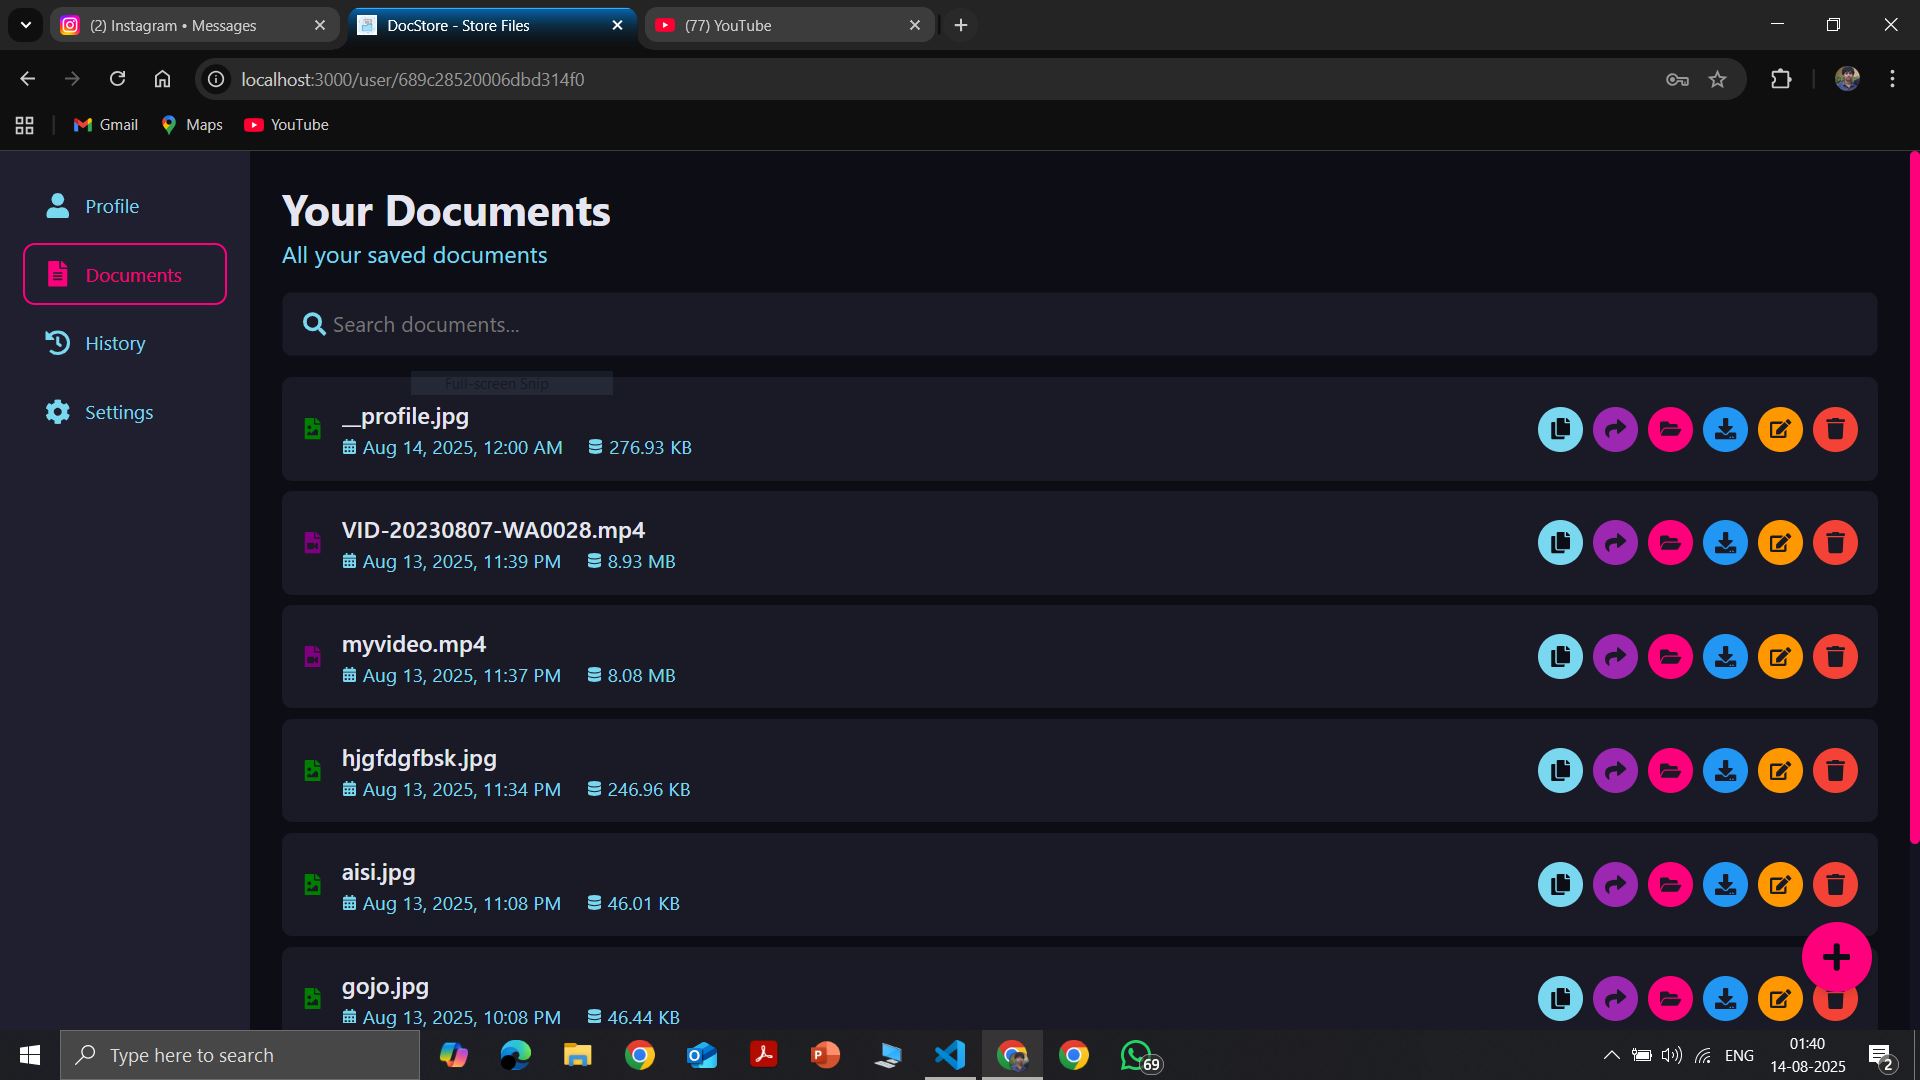 (2) Instagram • Messages
DocStore - Store Files
(77) YouTube
localhost:3000/user/689c28520006dbd314f0
Gmail
Maps
YouTube
Profile
Documents
History
Settings
Your Documents
All your saved documents
Search documents...
Full-screen Snip
__profile.jpg
Aug 14, 2025, 12:00 AM 276.93 KB
VID-20230807-WA0028.mp4
Aug 13, 2025, 11:39 PM 8.93 MB
myvideo.mp4
Aug 13, 2025, 11:37 PM 8.08 MB
hjgfdgfbsk.jpg
Aug 13, 2025, 11:34 PM 246.96 KB
aisi.jpg
Aug 13, 2025, 11:08 PM 46.01 KB
gojo.jpg
Aug 13, 2025, 10:08 PM 46.44 KB
Type here to search
69
ENG
01:40
14-08-2025
2